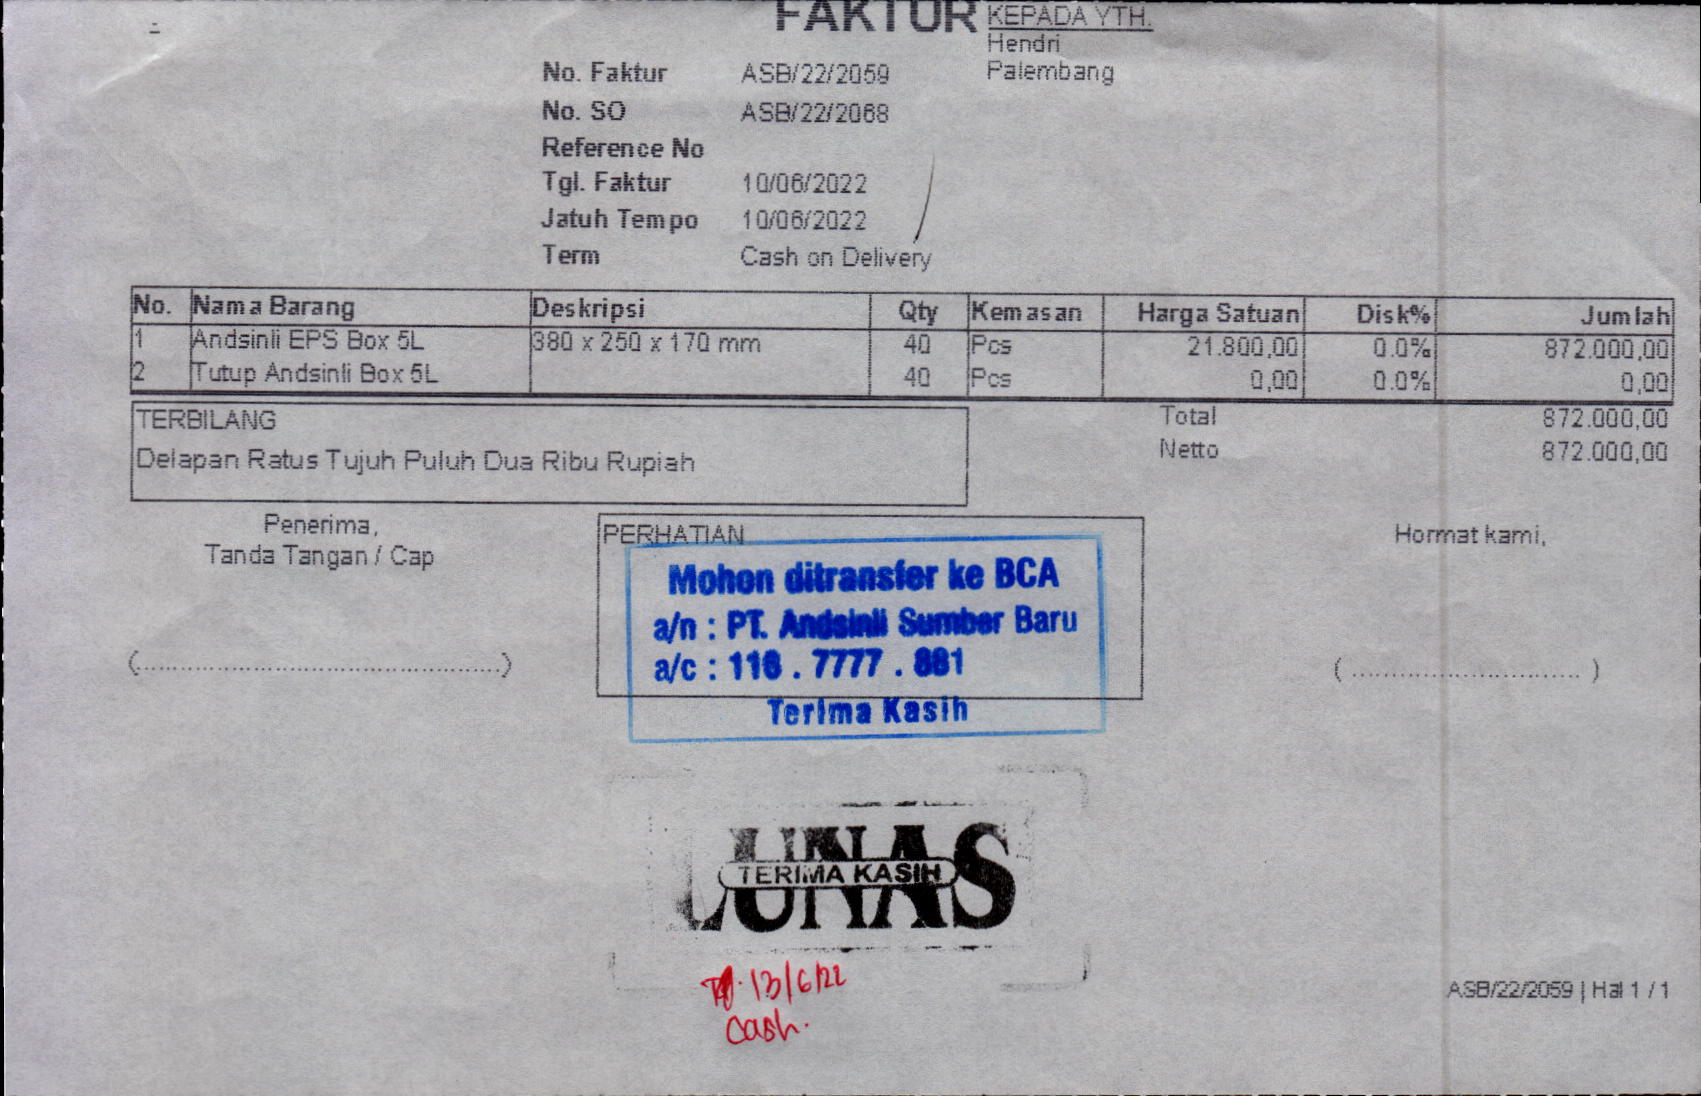 FAKTUR
KEPADA YTH.
Hendri
Palembang
No. Faktur ASB/22/2059
No. SO ASB/22/2068
Reference No
Tgl. Faktur 10/06/2022
Jatuh Tempo 10/06/2022
Term Cash on Delivery
No. Nama Barang Deskripsi Qty Kemasan Harga Satuan Disk% Jumlah
1 Andsinli EPS Box 5L 380 x 250 x 170 mm 40 Pcs 21.800,00 0.0% 872.000,00
2 Tutup Andsinli Box 5L 40 Pcs 0,00 0.0% 0,00
TERBILANG
Delapan Ratus Tujuh Puluh Dua Ribu Rupiah
Total 872.000,00
Netto 872.000,00
Penerima,
Tanda Tangan / Cap
PERHATIAN
Mohon ditransfer ke BCA
a/n : PT. Andsinli Sumber Baru
a/c : 116 . 7777 . 881
Terima Kasih
Hormat kami,
(................................................)
(.............................)
LUNAS
TERIMA KASIH
13/6/22
Cash.
ASB/22/2059 | Hal 1 / 1